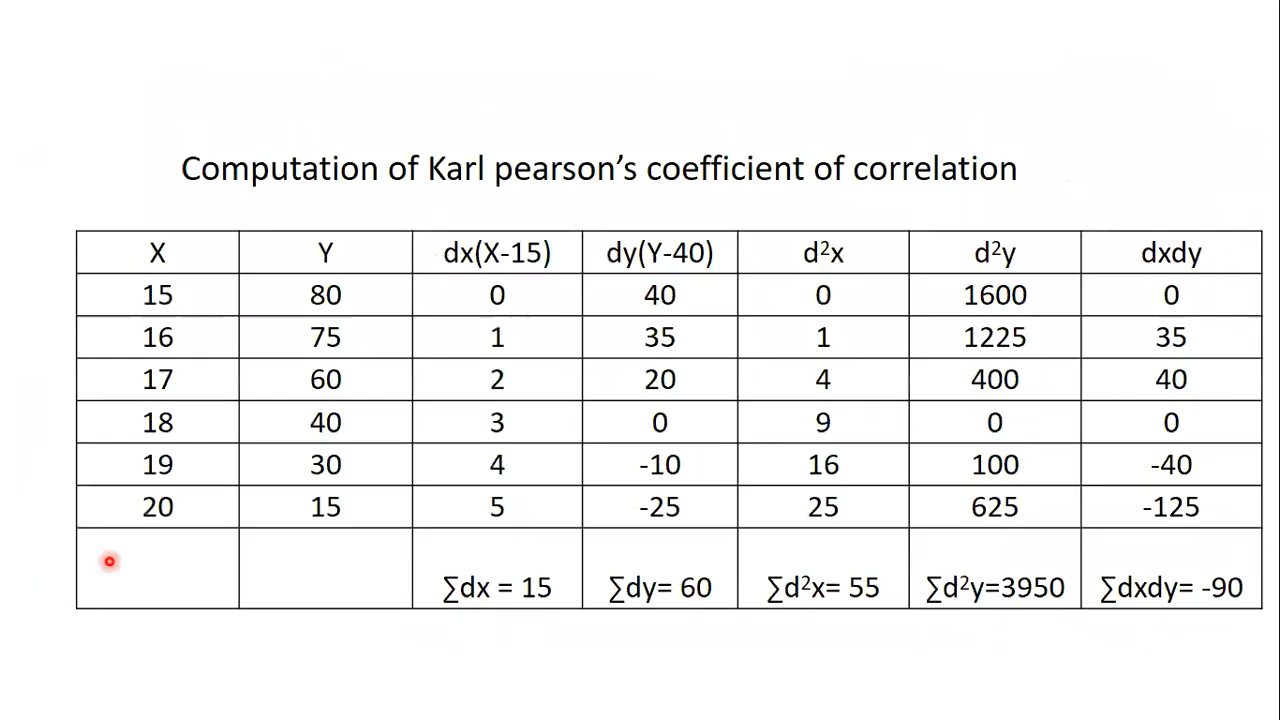 Computation of Karl pearson’s coefficient of correlation
X Y dx(X-15) dy(Y-40) d²x d²y dxdy
15 80 0 40 0 1600 0
16 75 1 35 1 1225 35
17 60 2 20 4 400 40
18 40 3 0 9 0 0
19 30 4 -10 16 100 -40
20 15 5 -25 25 625 -125
∑dx = 15 ∑dy= 60 ∑d²x= 55 ∑d²y=3950 ∑dxdy= -90